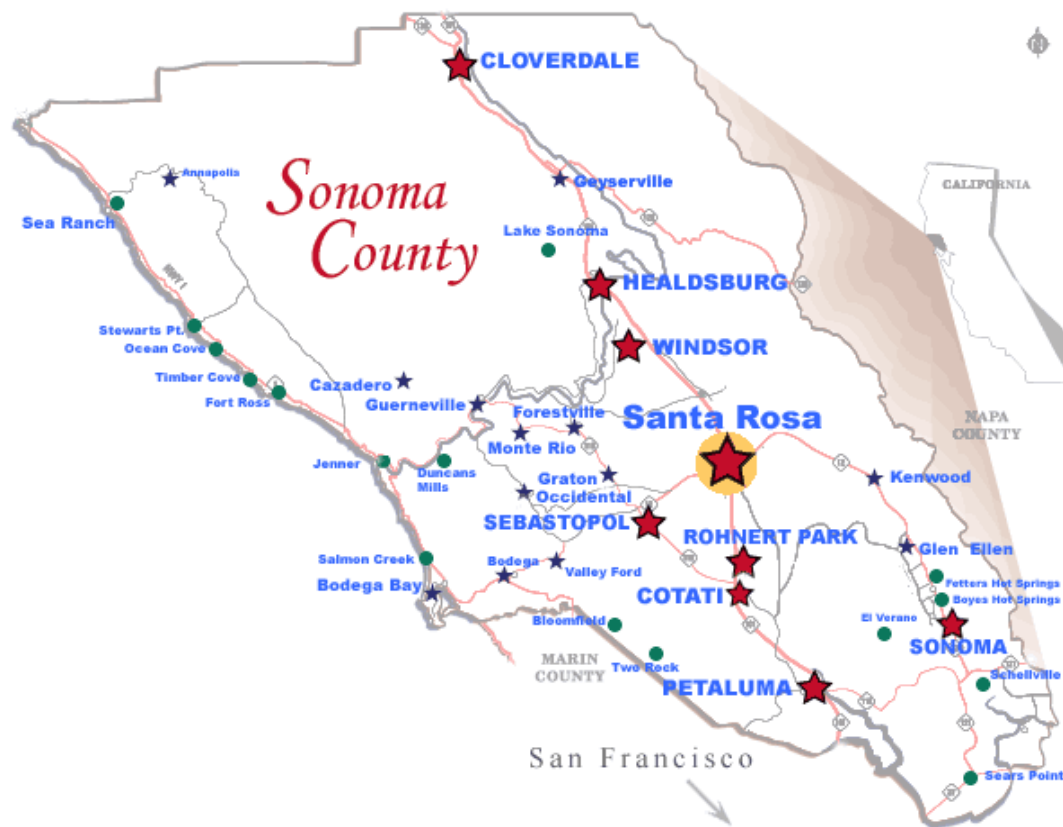 CLOVERDALE
Annapolis
Geyserville
Sea Ranch
Sonoma
County
CALIFORNIA
Lake Sonoma
HWY 1
HEALDSBURG
Stewarts Pt.
Ocean Cove
WINDSOR
Timber Cove
Cazadero
Fort Ross
Guerneville
Forestville
Santa Rosa
NAPA
COUNTY
Monte Rio
Jenner
Duncans
Mills
Graton
Occidental
Kenwood
SEBASTOPOL
ROHNERT PARK
Glen Ellen
Salmon Creek
Bodega
Valley Ford
Bodega Bay
COTATI
Fetters Hot Springs
Boyes Hot Springs
Bloomfield
El Verano
SONOMA
MARIN
COUNTY
Two Rock
PETALUMA
Schellville
San Francisco
Sears Point